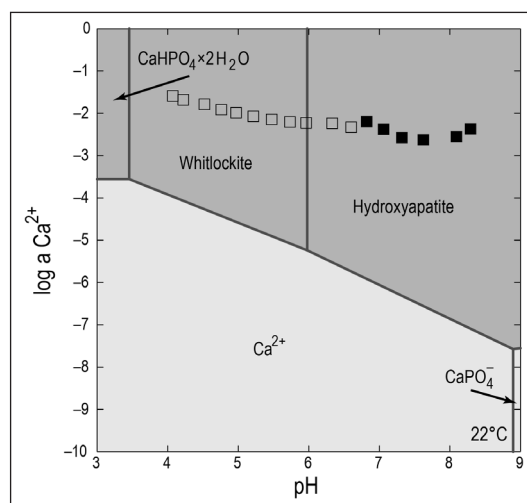 0
CaHPO₄×2H₂O
–1
–2
–3
Whitlockite
–4
Hydroxyapatite
log a Ca²⁺
–5
–6
–7
Ca²⁺
–8
CaPO₄⁻
–9
22°C
–10
3 4 5 6 7 8 9
pH